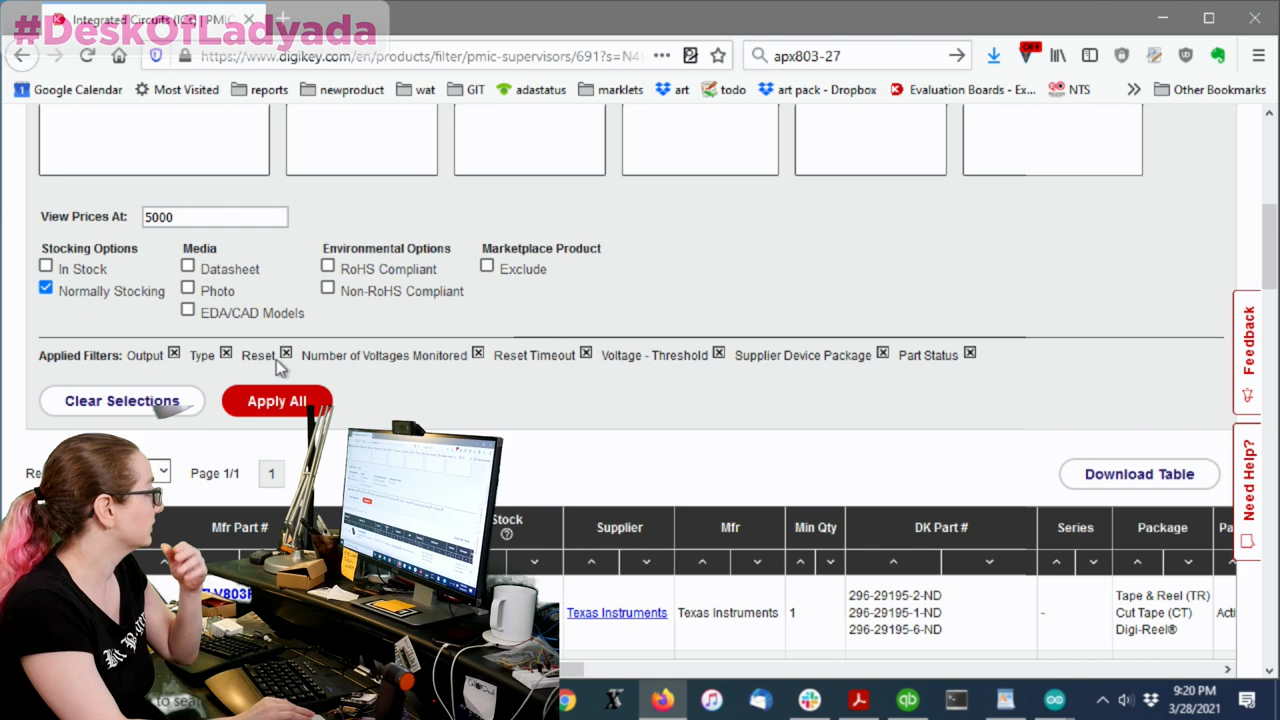 #DeskOfLadyada
Integrated Circuits (ICs) | PMIC
https://www.digikey.com/en/products/filter/pmic-supervisors/691?s=N4I
apx803-27
OFF
Google Calendar Most Visited reports newproduct wat GIT adastatus marklets art todo art pack - Dropbox Evaluation Boards - Ex... NTS Other Bookmarks
View Prices At: 5000
Stocking Options Media Environmental Options Marketplace Product
In Stock Datasheet RoHS Compliant Exclude
Normally Stocking Photo Non-RoHS Compliant
EDA/CAD Models
Applied Filters: Output Type Reset Number of Voltages Monitored Reset Timeout Voltage - Threshold Supplier Device Package Part Status
Clear Selections Apply All
Feedback
Need Help?
Page 1/1 1 Download Table
Mfr Part # Stock Supplier Mfr Min Qty DK Part # Series Package
296-29195-2-ND Tape & Reel (TR)
Texas Instruments Texas Instruments 1 296-29195-1-ND - Cut Tape (CT)
296-29195-6-ND Digi-Reel®
9:20 PM
3/28/2021